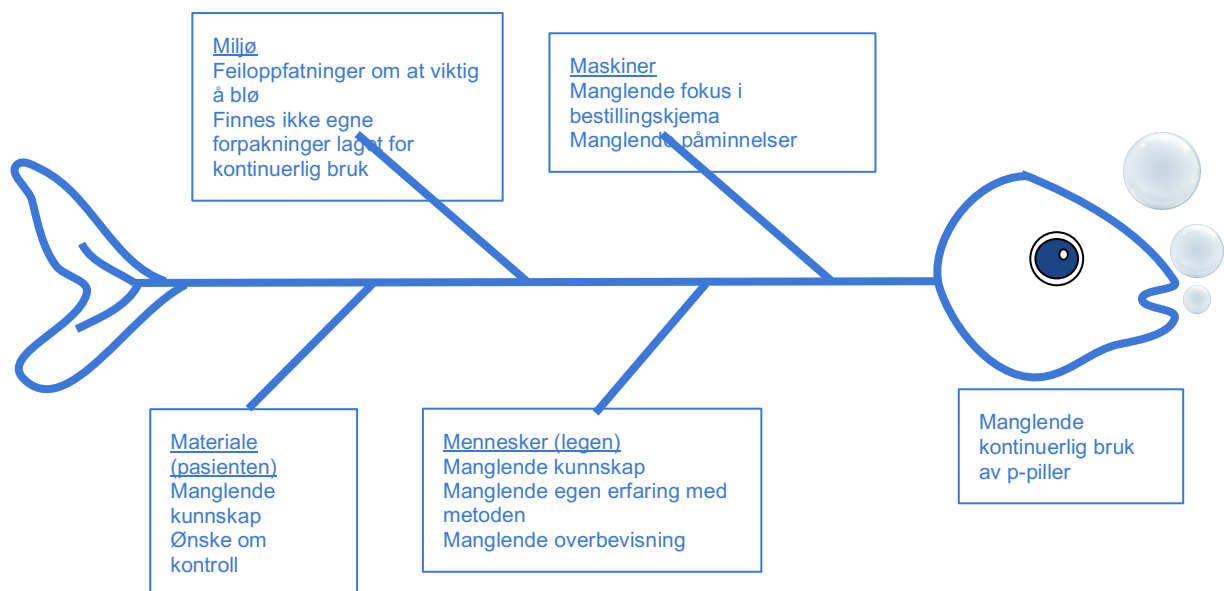 Miljø
Feiloppfatninger om at viktig
å blø
Finnes ikke egne
forpakninger laget for
kontinuerlig bruk
Maskiner
Manglende fokus i
bestillingskjema
Manglende påminnelser
Materiale
(pasienten)
Manglende
kunnskap
Ønske om
kontroll
Mennesker (legen)
Manglende kunnskap
Manglende egen erfaring med
metoden
Manglende overbevisning
Manglende
kontinuerlig bruk
av p-piller